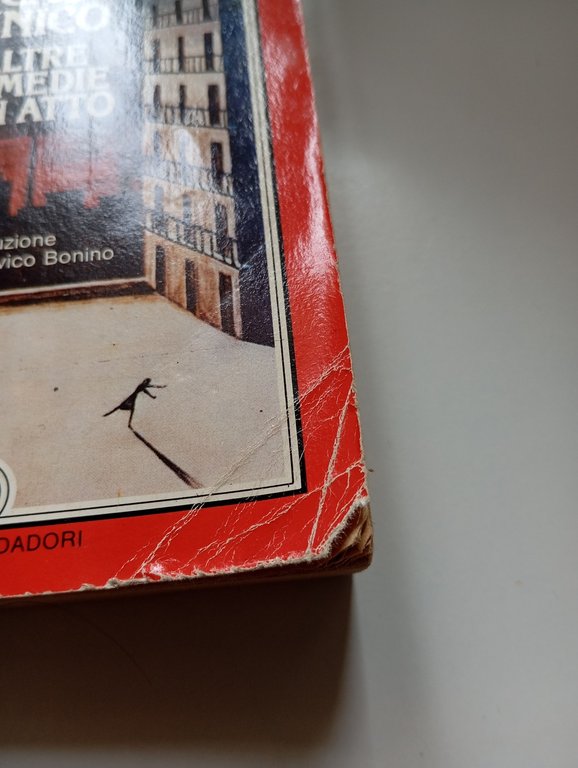 NICO
LTRE
MEDIE
ATTO
uzione
vico Bonino
DADORI